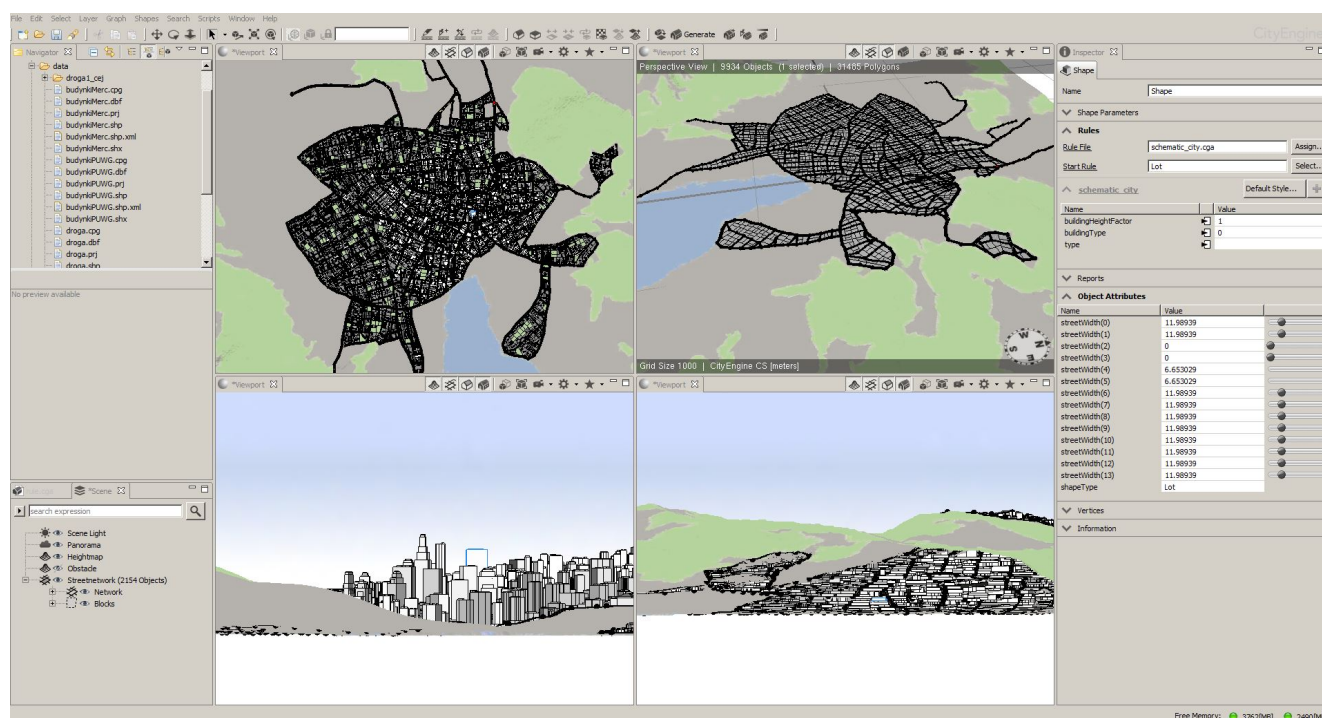 File Edit Select Layer Graph Shapes Search Scripts Window Help
Generate
CityEngine
Navigator
data
droga1_cej
budynkiMerc.cpg
budynkiMerc.dbf
budynkiMerc.prj
budynkiMerc.shp
budynkiMerc.shp.xml
budynkiMerc.shx
budynkiPUWG.cpg
budynkiPUWG.dbf
budynkiPUWG.prj
budynkiPUWG.shp
budynkiPUWG.shp.xml
budynkiPUWG.shx
droga.cpg
droga.dbf
droga.prj
droga.shp
No preview available
*Scene
search expression
Scene Light
Panorama
Heightmap
Obstacle
Streetnetwork (2154 Objects)
Network
Blocks
*Viewport
*Viewport
Perspective View | 9934 Objects (1 selected) | 31485 Polygons
Grid Size 1000 | CityEngine CS [meters]
*Viewport
*Viewport
Inspector
Shape
Name Shape
Shape Parameters
Rules
Rule File schematic_city.cga Assign...
Start Rule Lot Select...
schematic_city Default Style...
Name Value
buildingHeightFactor 1
buildingType 0
type
Reports
Object Attributes
Name Value
streetWidth(0) 11.98939
streetWidth(1) 11.98939
streetWidth(2) 0
streetWidth(3) 0
streetWidth(4) 6.653029
streetWidth(5) 6.653029
streetWidth(6) 11.98939
streetWidth(7) 11.98939
streetWidth(8) 11.98939
streetWidth(9) 11.98939
streetWidth(10) 11.98939
streetWidth(11) 11.98939
streetWidth(12) 11.98939
streetWidth(13) 11.98939
shapeType Lot
Vertices
Information
Free Memory: 3762[MB] 2490[M